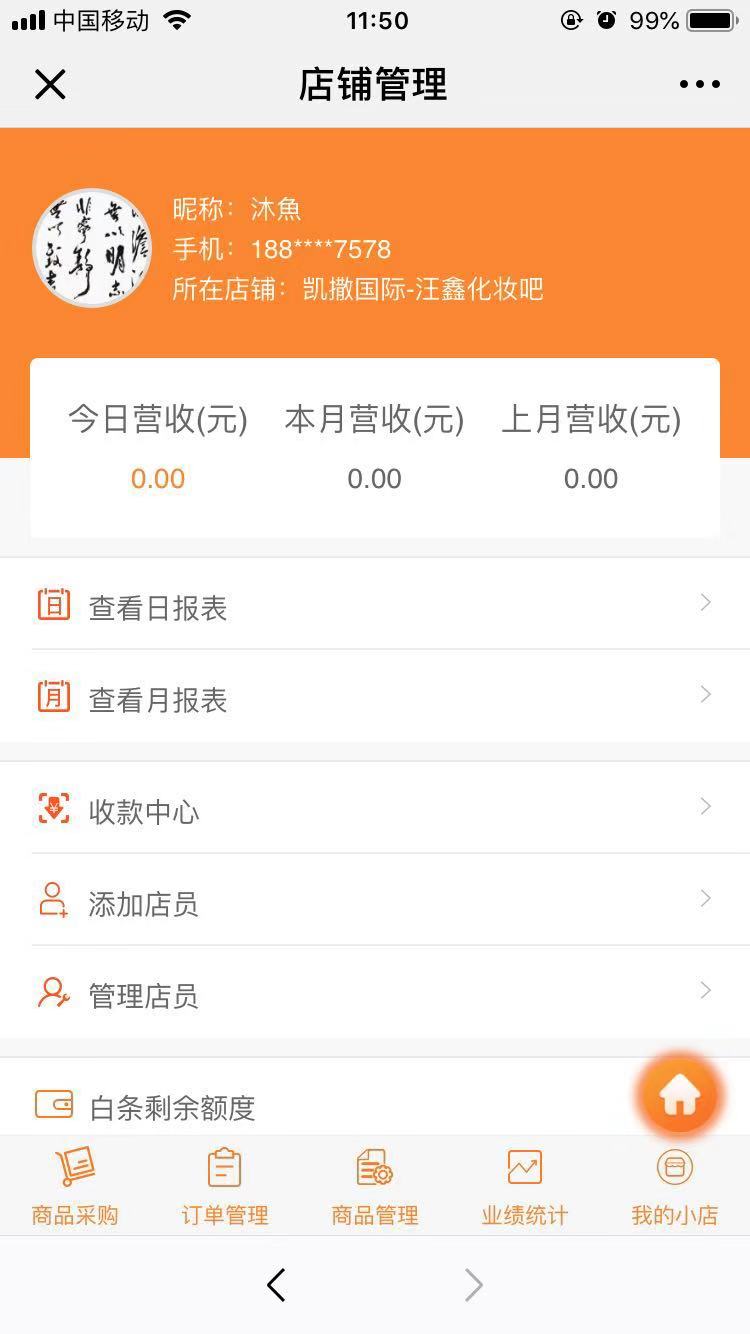 中国移动
11:50
99%
店铺管理
昵称：沐魚
手机：188****7578
所在店铺：凯撒国际-汪鑫化妆吧
今日营收(元) 本月营收(元) 上月营收(元)
0.00 0.00 0.00
日 查看日报表
月 查看月报表
收款中心
添加店员
管理店员
白条剩余额度
商品采购 订单管理 商品管理 业绩统计 我的小店